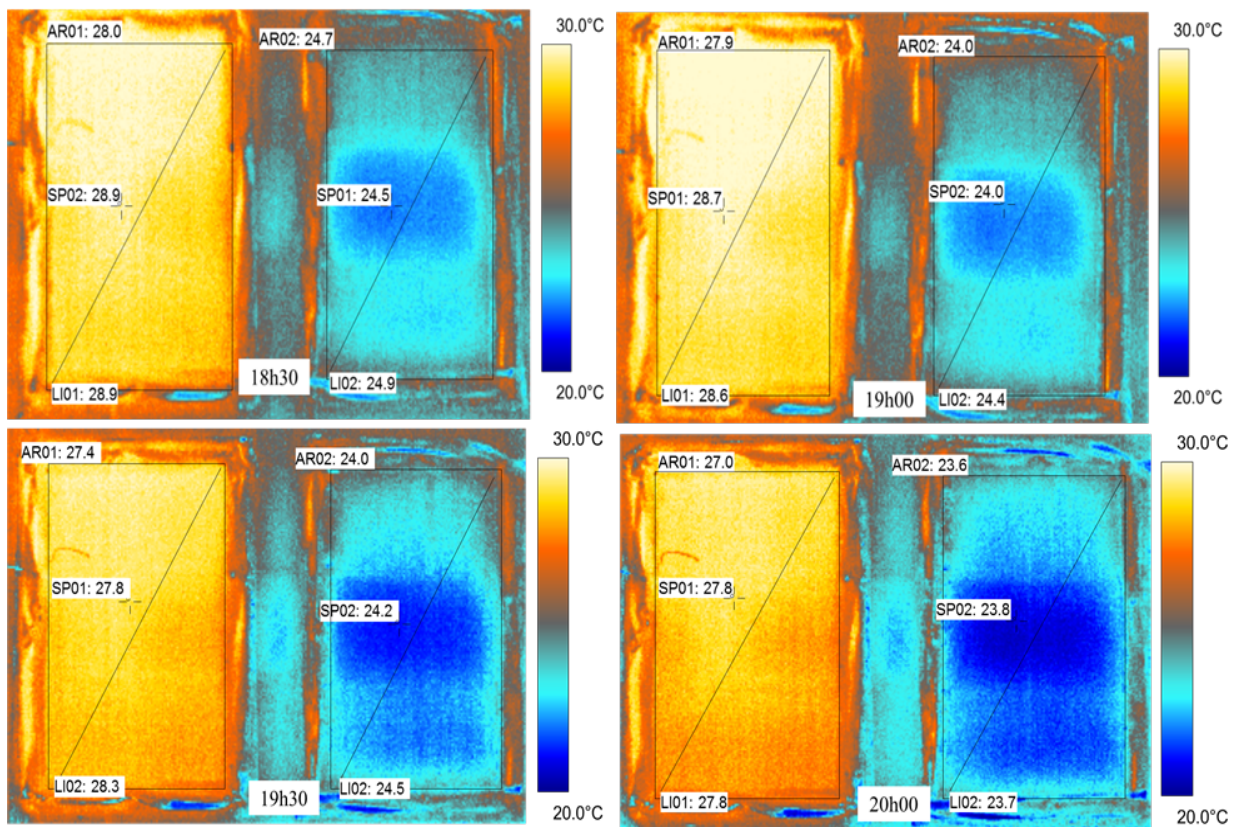 AR01: 28.0
AR02: 24.7
SP02: 28.9
SP01: 24.5
LI01: 28.9
18h30
LI02: 24.9
30.0°C
20.0°C
AR01: 27.9
AR02: 24.0
SP01: 28.7
SP02: 24.0
LI01: 28.6
19h00
LI02: 24.4
30.0°C
20.0°C
AR01: 27.4
AR02: 24.0
SP01: 27.8
SP02: 24.2
LI02: 28.3
19h30
LI02: 24.5
30.0°C
20.0°C
AR01: 27.0
AR02: 23.6
SP01: 27.8
SP02: 23.8
LI01: 27.8
20h00
LI02: 23.7
30.0°C
20.0°C